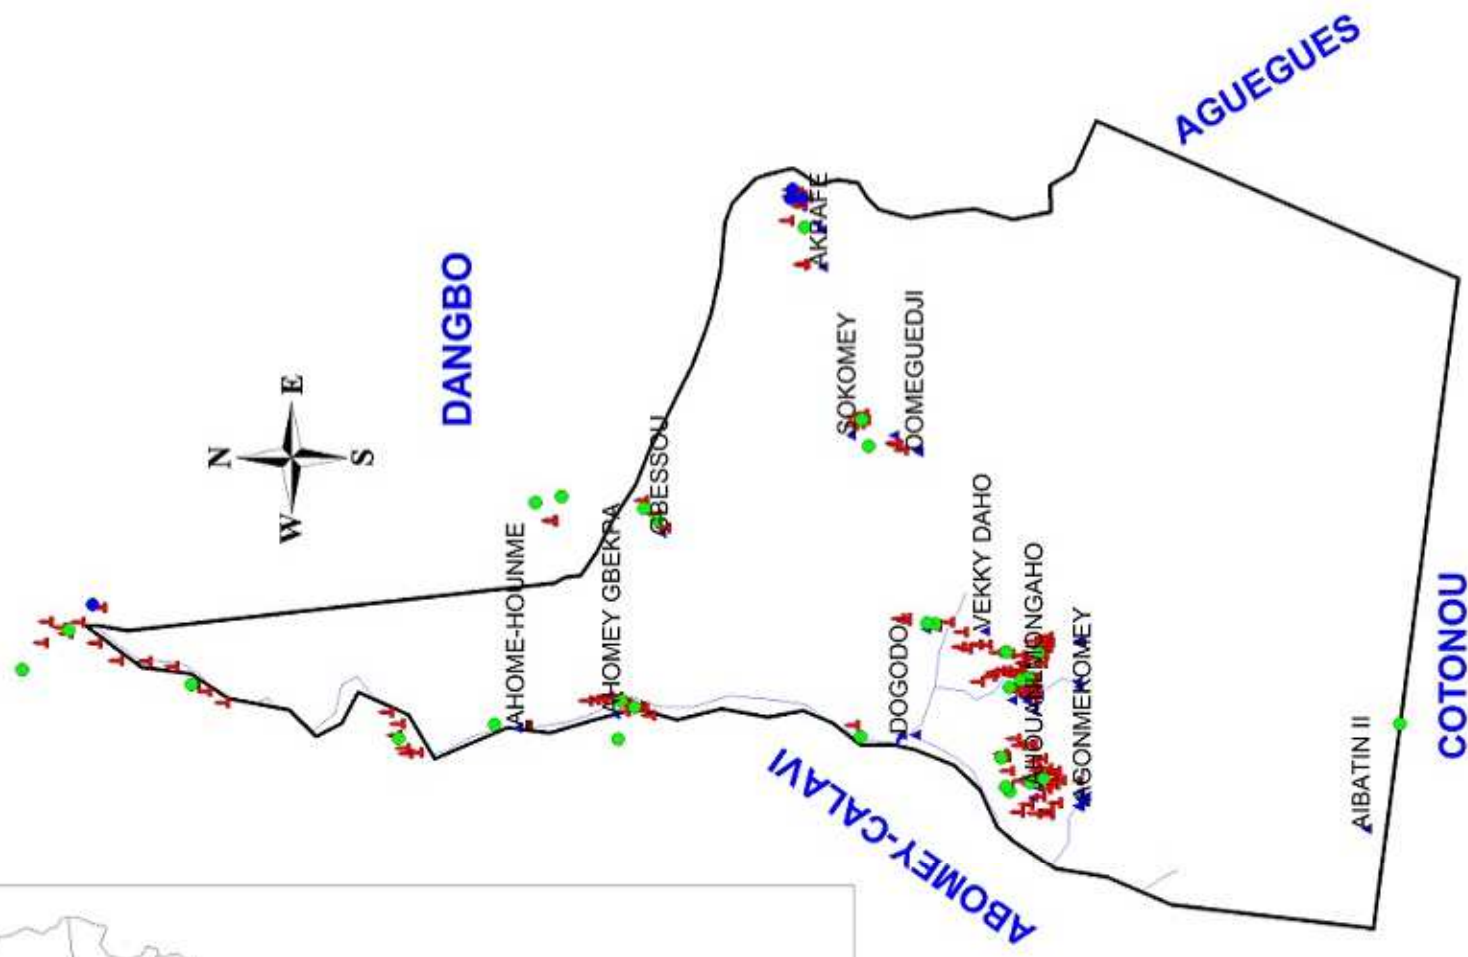 N
W
E
S
DANGBO
AGUEGUES
AKPAFE
SOKOMEY
DOMEGUEDJI
GBESSOU
AHOME-HOUNME
AHOMEY GBEKPA
VEKKY DAHO
DOGODO
AHOUANLMONGAHO
AGONMEKOMEY
ABOMEY-CALAVI
AIBATIN II
COTONOU